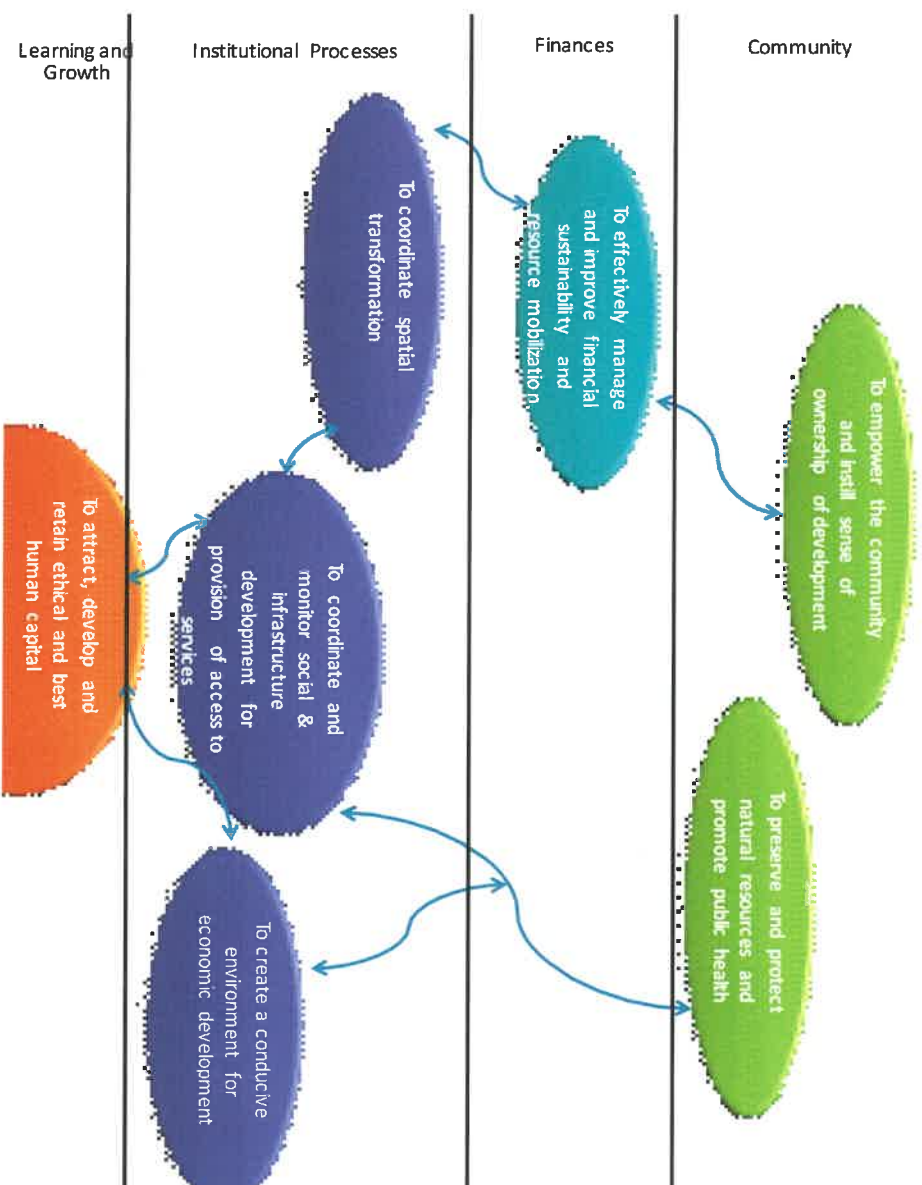 Learning and
Growth
Institutional Processes
Finances
Community
To empower the community
and instill sense of
ownership of development
To preserve and protect
natural resources and
promote public health
To effectively manage
and improve financial
sustainability and
resource mobilization
To coordinate spatial
transformation
To coordinate and
monitor social &
infrastructure
development for
provision of access to
services
To create a conducive
environment for
economic development
To attract, develop and
retain ethical and best
human capital